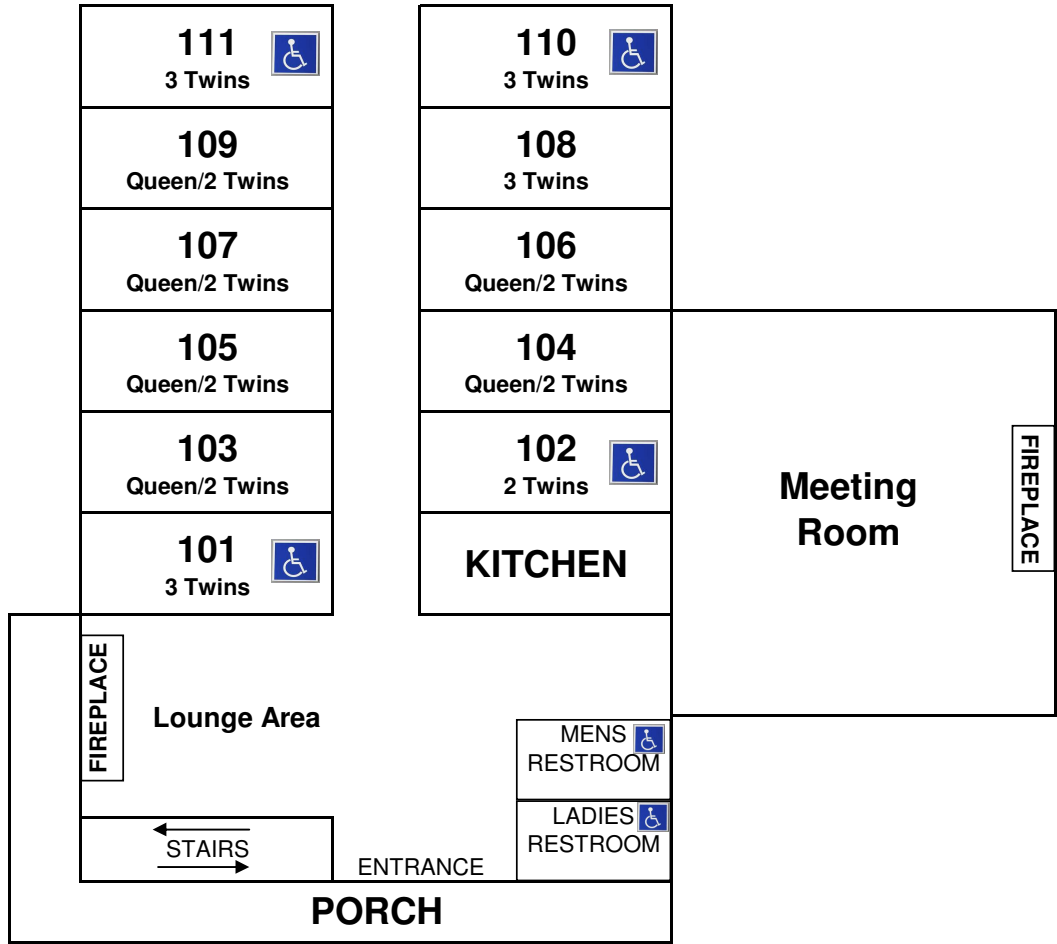 111
3 Twins
110
3 Twins
109
Queen/2 Twins
108
3 Twins
107
Queen/2 Twins
106
Queen/2 Twins
105
Queen/2 Twins
104
Queen/2 Twins
103
Queen/2 Twins
102
2 Twins
101
3 Twins
KITCHEN
Meeting
Room
FIREPLACE
FIREPLACE
Lounge Area
MENS
RESTROOM
LADIES
RESTROOM
STAIRS
ENTRANCE
PORCH